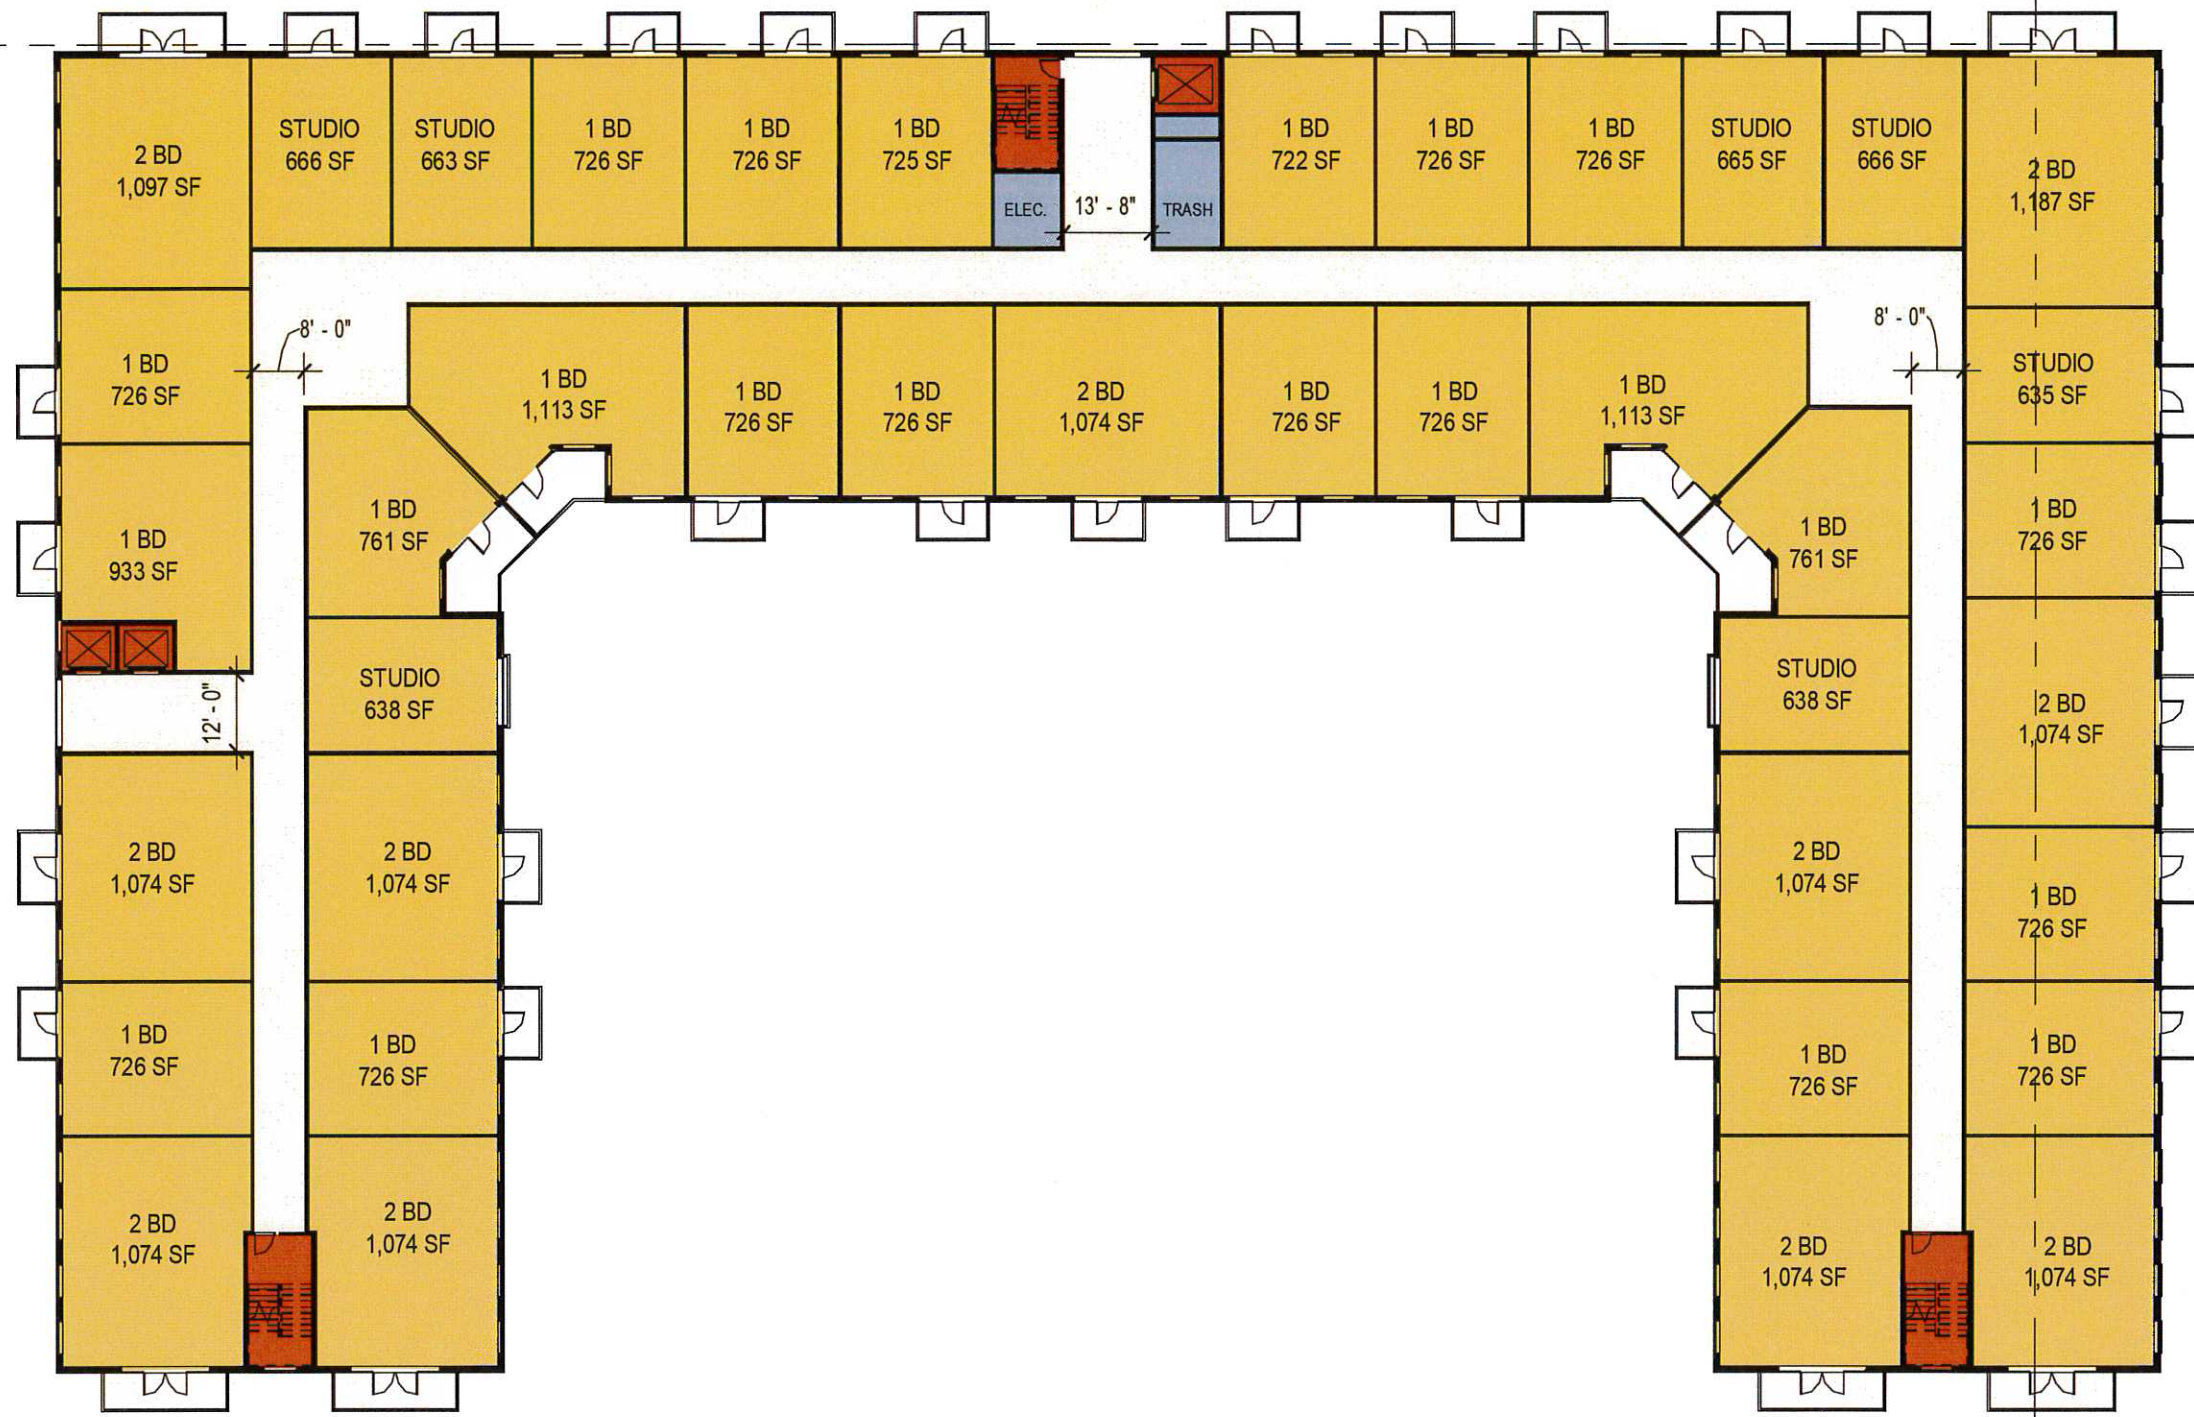 2 BD
1,097 SF
STUDIO
666 SF
STUDIO
663 SF
1 BD
726 SF
1 BD
726 SF
1 BD
725 SF
ELEC.
13' - 8"
TRASH
1 BD
722 SF
1 BD
726 SF
1 BD
726 SF
STUDIO
665 SF
STUDIO
666 SF
2 BD
1,187 SF
1 BD
726 SF
8' - 0"
1 BD
1,113 SF
1 BD
726 SF
1 BD
726 SF
2 BD
1,074 SF
1 BD
726 SF
1 BD
726 SF
1 BD
1,113 SF
8' - 0"
STUDIO
635 SF
1 BD
933 SF
1 BD
761 SF
1 BD
761 SF
1 BD
726 SF
12' - 0"
STUDIO
638 SF
STUDIO
638 SF
2 BD
1,074 SF
2 BD
1,074 SF
2 BD
1,074 SF
2 BD
1,074 SF
1 BD
726 SF
1 BD
726 SF
1 BD
726 SF
1 BD
726 SF
1 BD
726 SF
2 BD
1,074 SF
2 BD
1,074 SF
2 BD
1,074 SF
2 BD
1,074 SF